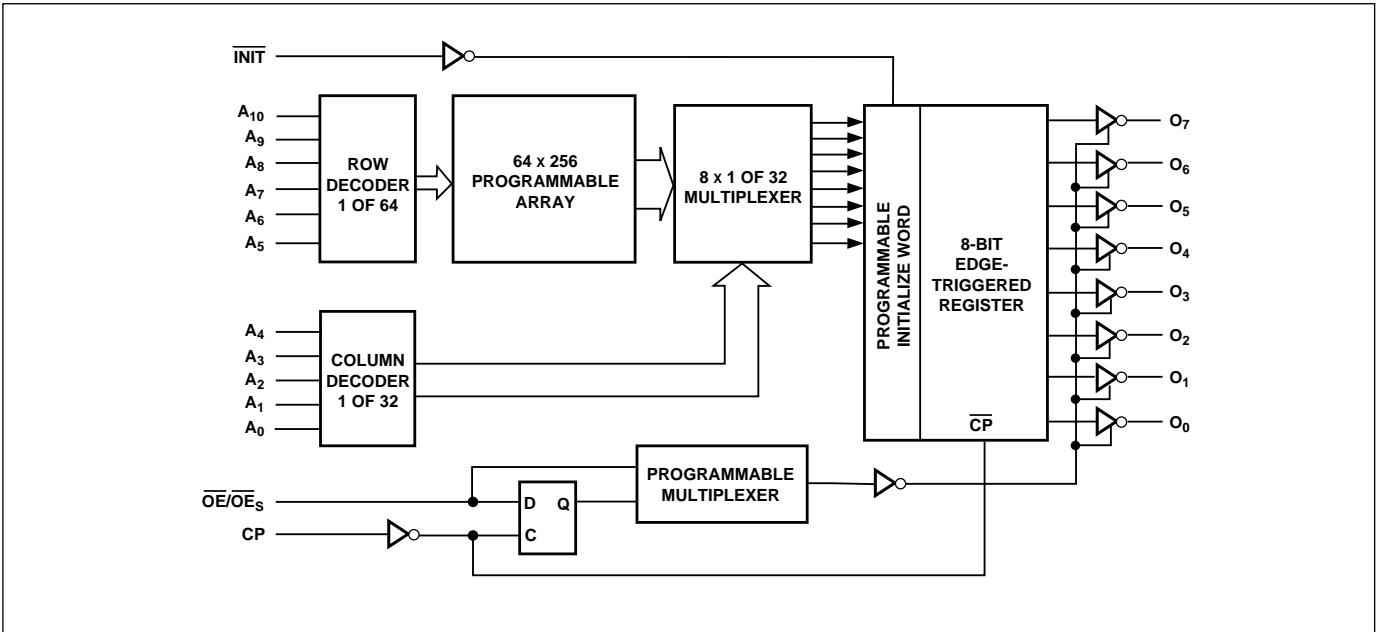 INIT
A10
A9
A8
A7
A6
A5
ROW
DECODER
1 OF 64
64 x 256
PROGRAMMABLE
ARRAY
8 x 1 OF 32
MULTIPLEXER
PROGRAMMABLE
INITIALIZE WORD
8-BIT
EDGE-
TRIGGERED
REGISTER
CP
O7
O6
O5
O4
O3
O2
O1
O0
A4
A3
A2
A1
A0
COLUMN
DECODER
1 OF 32
OE/OES
CP
D Q
C
PROGRAMMABLE
MULTIPLEXER